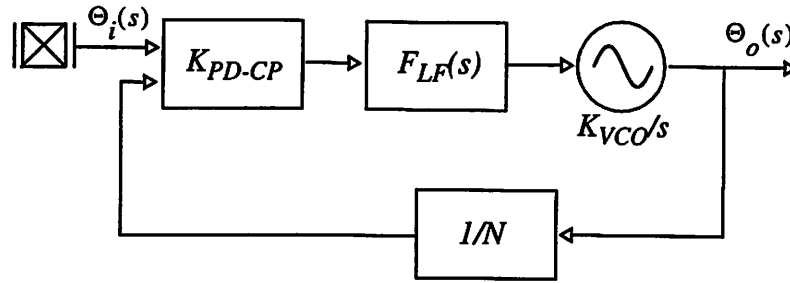 Θi(s)
Θo(s)
KPD-CP
FLF(s)
KVCO/s
1/N